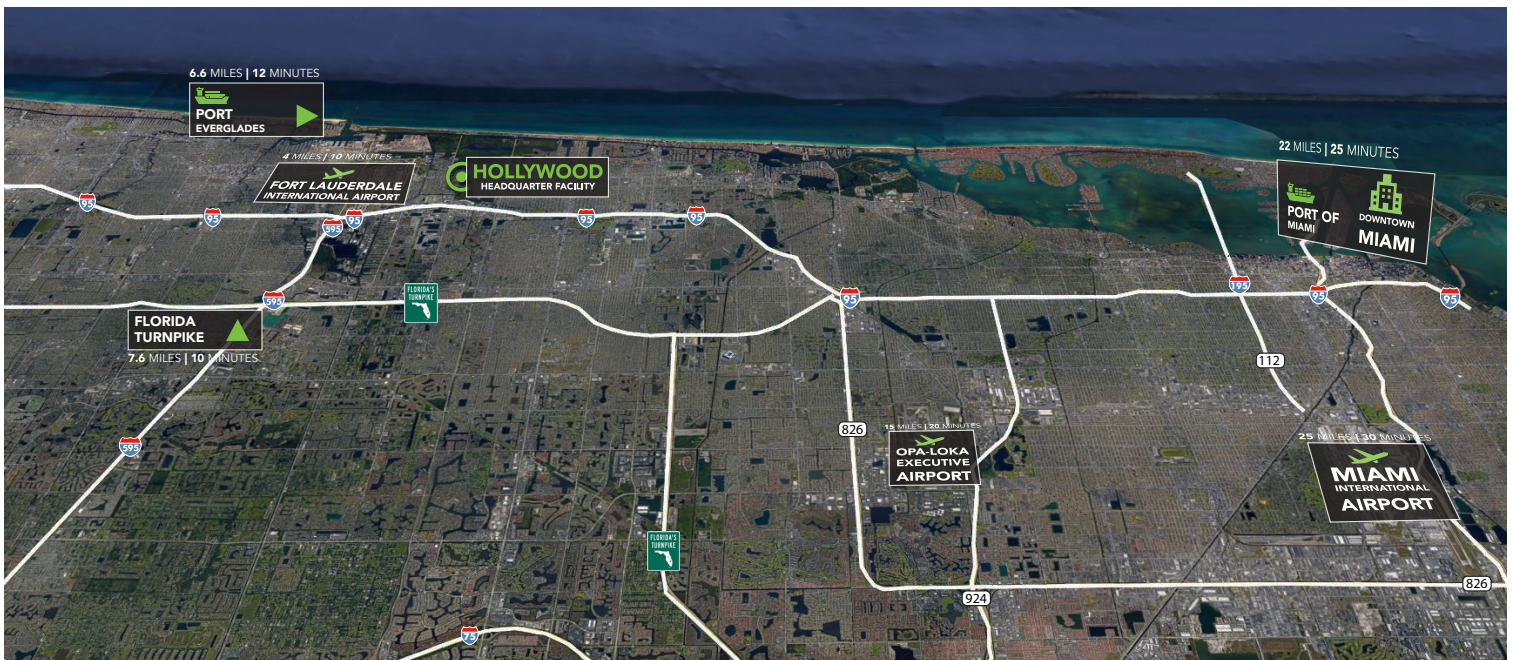 6.6 MILES | 12 MINUTES
PORT
EVERGLADES
4 MILES | 10 MINUTES
FORT LAUDERDALE
INTERNATIONAL AIRPORT
HOLLYWOOD
HEADQUARTER FACILITY
22 MILES | 25 MINUTES
PORT OF
MIAMI
DOWNTOWN
MIAMI
95
95
595
95
95
95
595
FLORIDA'S
TURNPIKE
95
195
95
95
FLORIDA
TURNPIKE
7.6 MILES | 10 MINUTES
112
595
826
15 MILES | 20 MINUTES
OPA-LOKA
EXECUTIVE
AIRPORT
25 MILES | 30 MINUTES
MIAMI
INTERNATIONAL
AIRPORT
FLORIDA'S
TURNPIKE
924
826
75